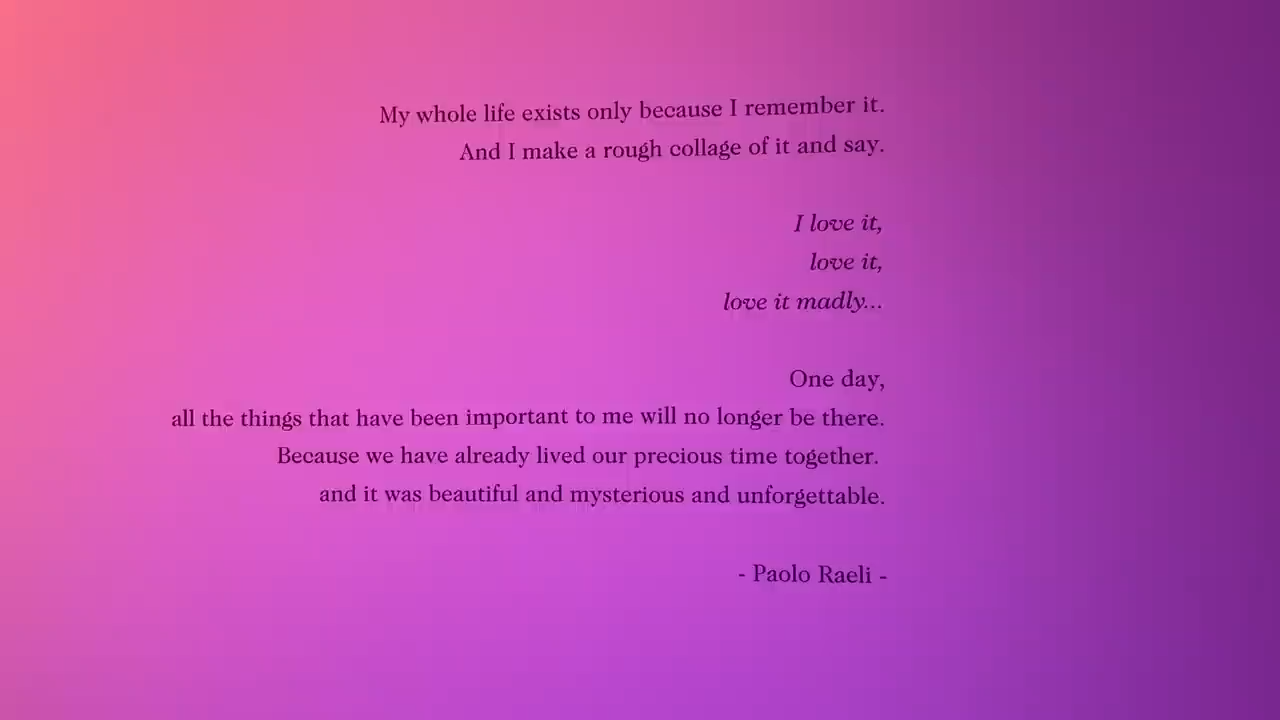 My whole life exists only because I remember it.
And I make a rough collage of it and say.
I love it,
love it,
love it madly...
One day,
all the things that have been important to me will no longer be there.
Because we have already lived our precious time together.
and it was beautiful and mysterious and unforgettable.
- Paolo Raeli -